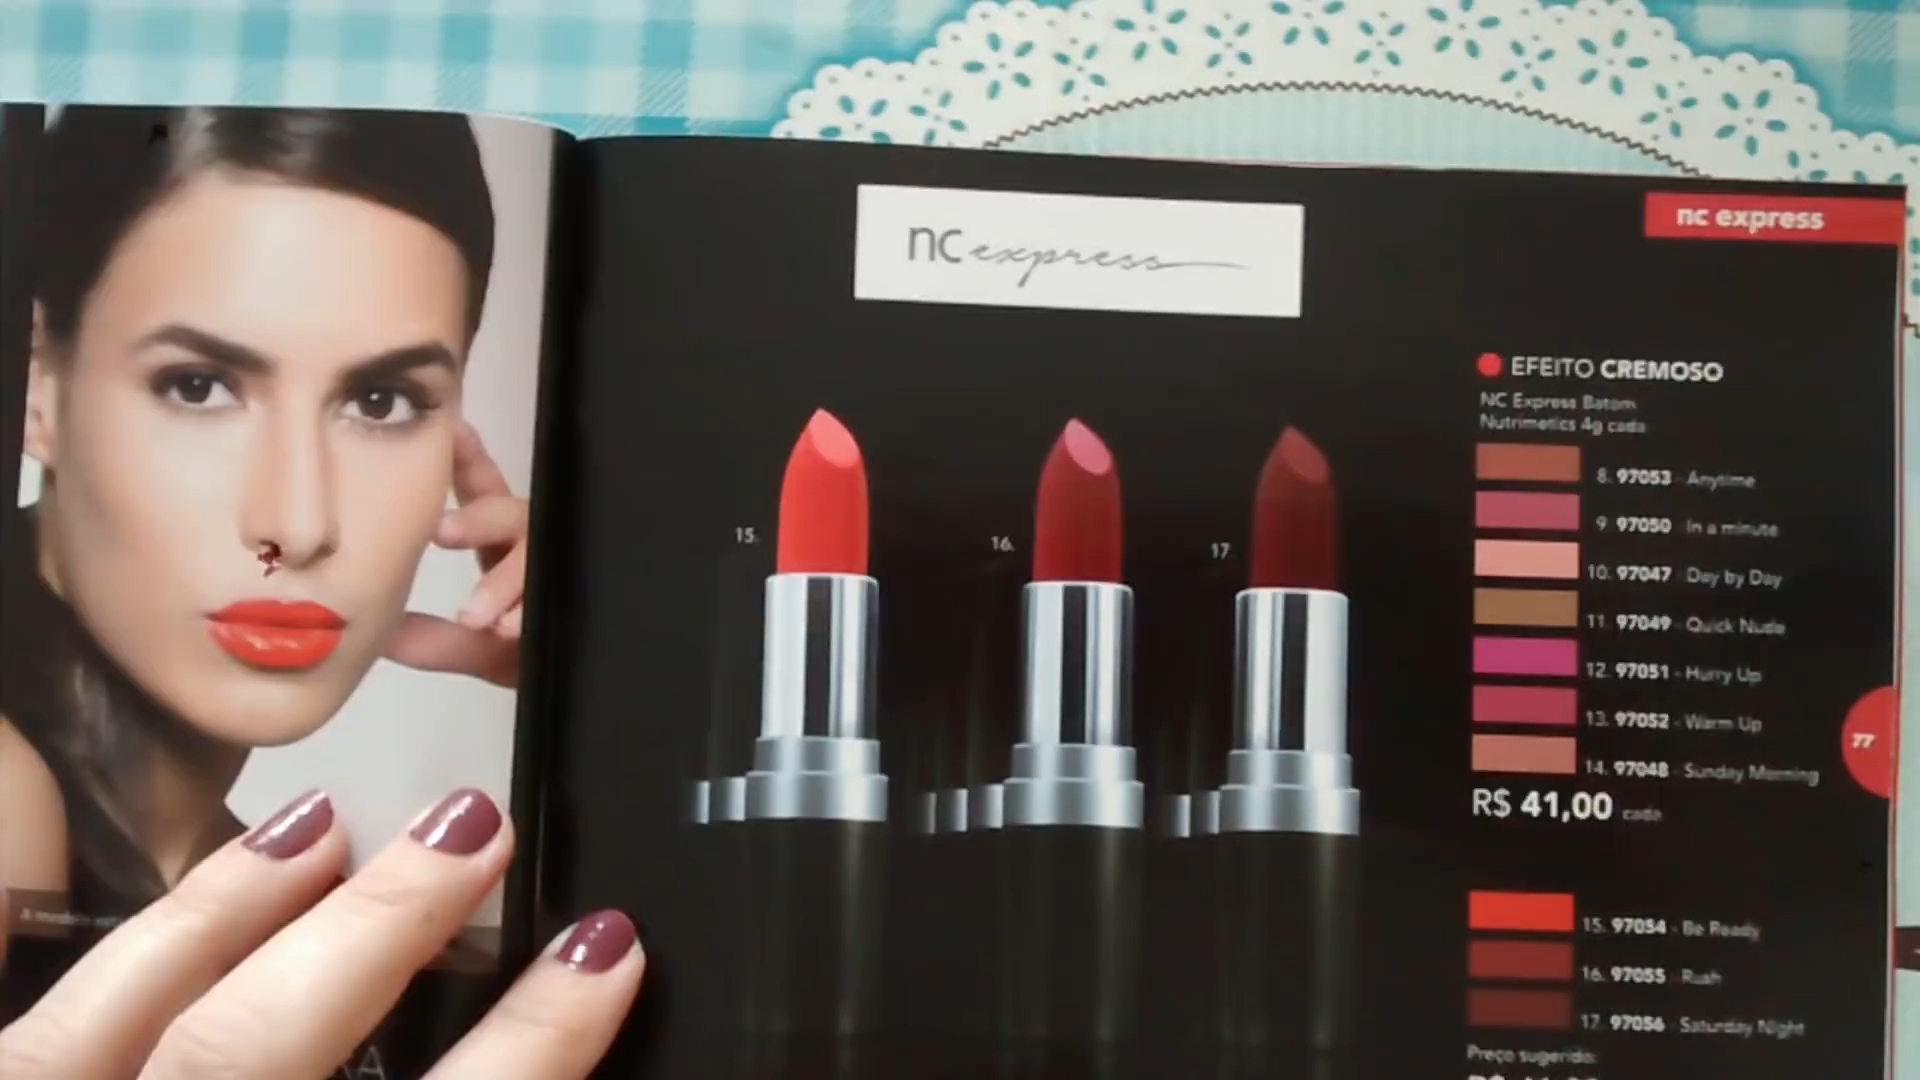 nc express
nc express
EFEITO CREMOSO
NC Express Batom
Nutrimetics 4g cada
8. 97053 - Anytime
9. 97050 - In a minute
10. 97047 - Day by Day
11. 97049 - Quick Nude
12. 97051 - Hurry Up
13. 97052 - Warm Up
14. 97048 - Sunday Morning
R$ 41,00 cada
15.
16.
17.
77
15. 97054 - Be Ready
16. 97055 - Rush
17. 97056 - Saturday Night
Preço sugerido:
A modelo